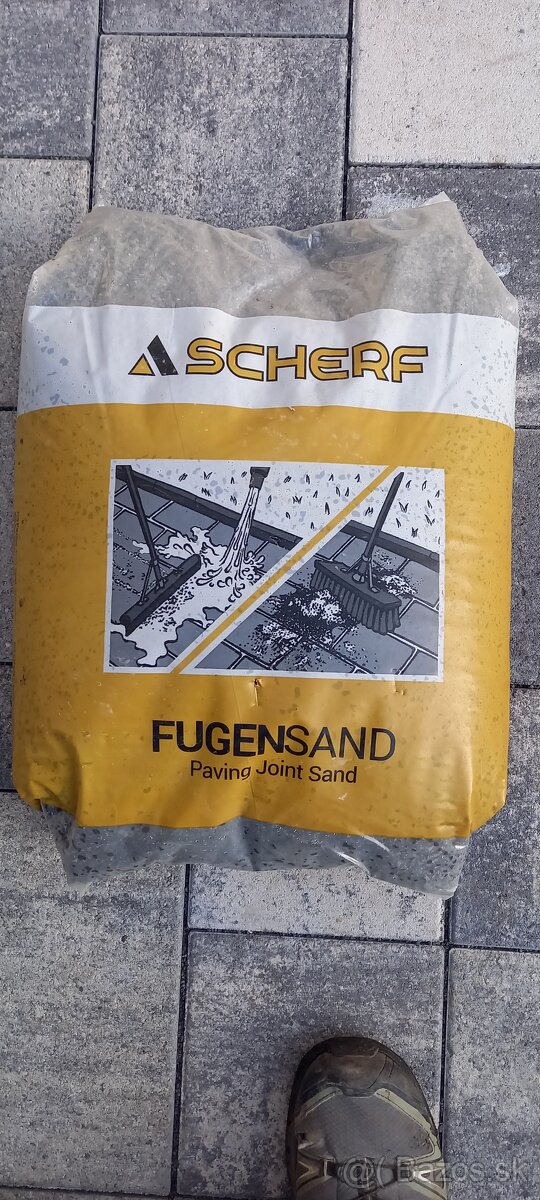 SCHERF
FUGENSAND
Paving Joint Sand
@ Bazos.sk